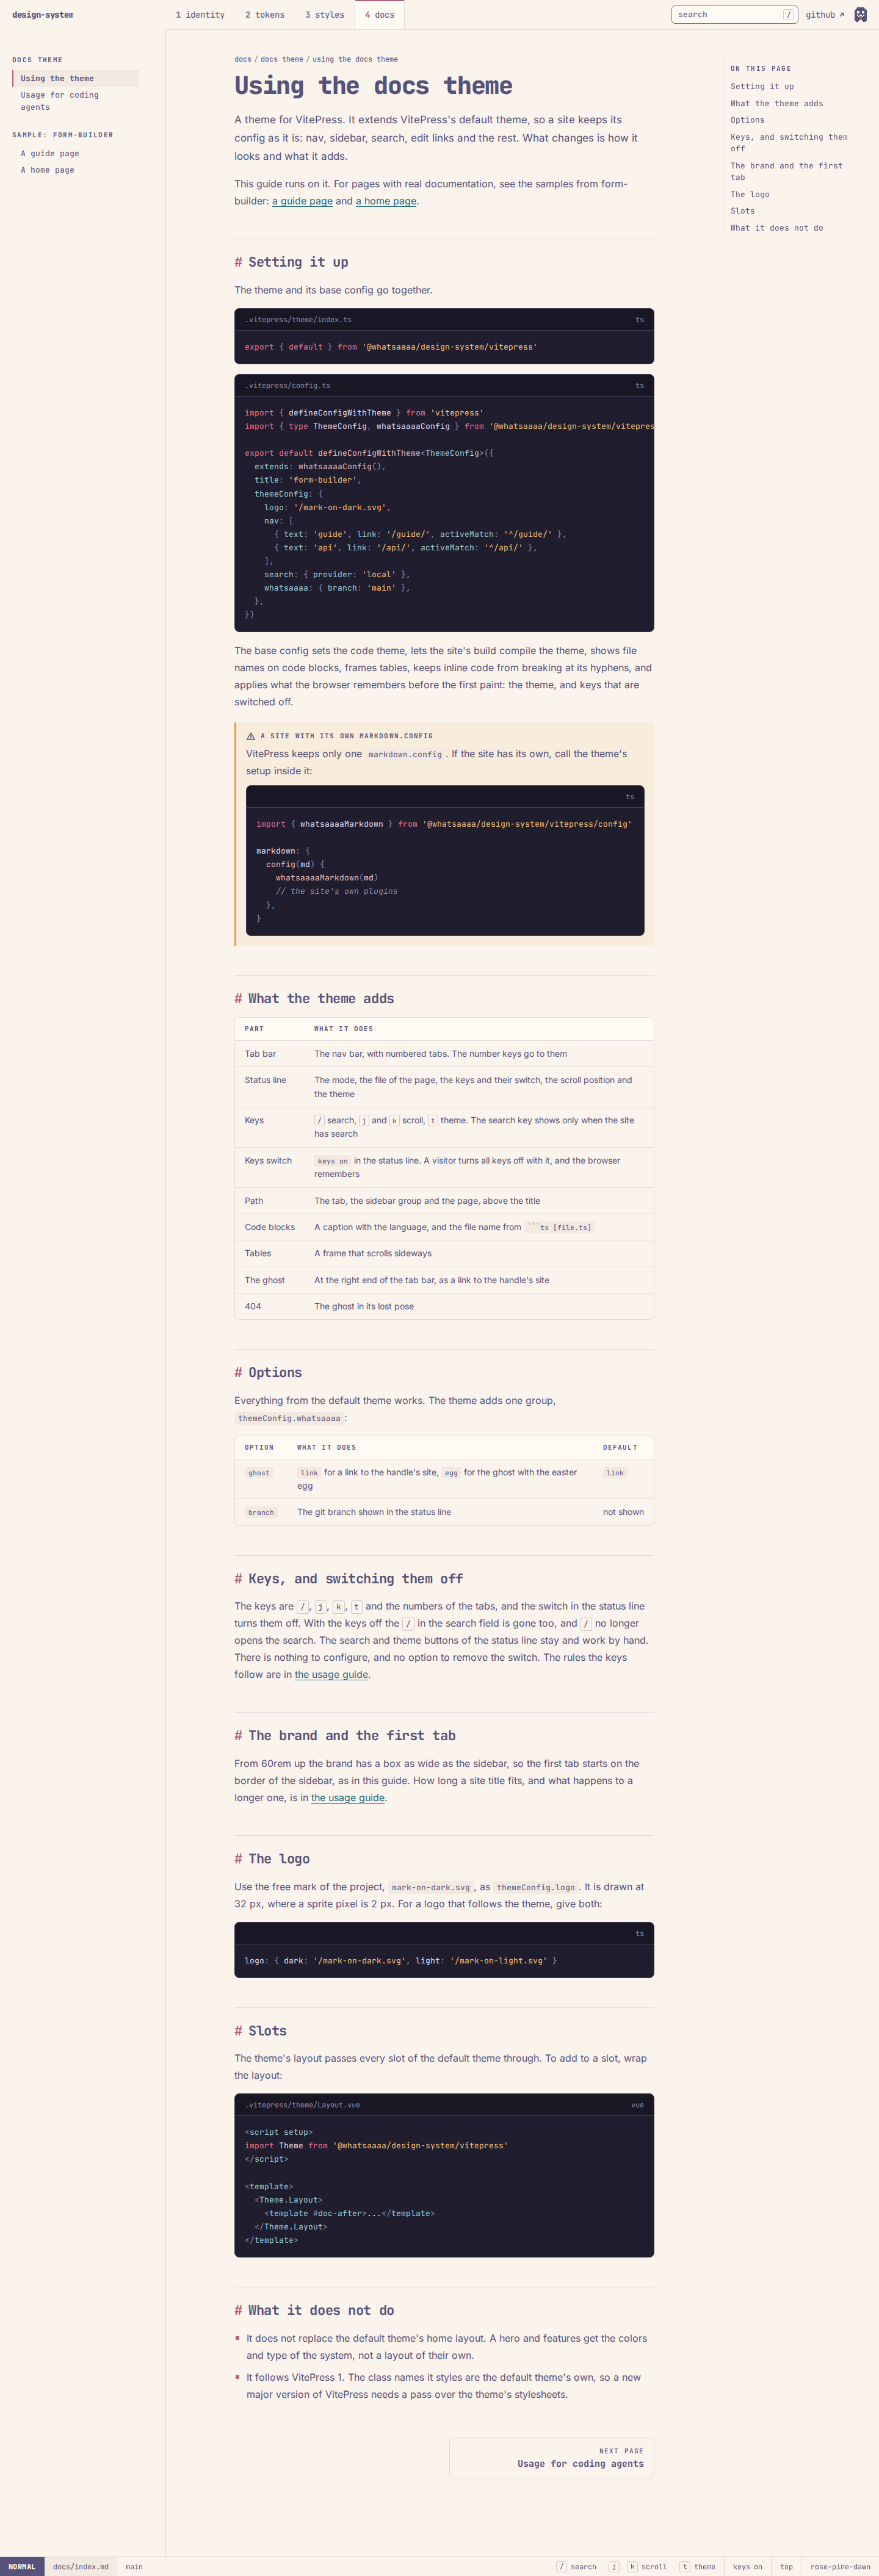 design-system
1 identity
2 tokens
3 styles
4 docs
search /
github ↗
DOCS THEME
Using the theme
Usage for coding
agents
SAMPLE: FORM-BUILDER
A guide page
A home page
docs / docs theme / using the docs theme
Using the docs theme
A theme for VitePress. It extends VitePress's default theme, so a site keeps its
config as it is: nav, sidebar, search, edit links and the rest. What changes is how it
looks and what it adds.
This guide runs on it. For pages with real documentation, see the samples from form-
builder: a guide page and a home page.
# Setting it up
The theme and its base config go together.
.vitepress/theme/index.ts ts
export { default } from '@whatsaaaa/design-system/vitepress'
.vitepress/config.ts ts
import { defineConfigWithTheme } from 'vitepress'
import { type ThemeConfig, whatsaaaaConfig } from '@whatsaaaa/design-system/vitepres
export default defineConfigWithTheme<ThemeConfig>({
extends: whatsaaaaConfig(),
title: 'form-builder',
themeConfig: {
logo: '/mark-on-dark.svg',
nav: [
{ text: 'guide', link: '/guide/', activeMatch: '^/guide/' },
{ text: 'api', link: '/api/', activeMatch: '^/api/' },
],
search: { provider: 'local' },
whatsaaaa: { branch: 'main' },
},
})
The base config sets the code theme, lets the site's build compile the theme, shows file
names on code blocks, frames tables, keeps inline code from breaking at its hyphens, and
applies what the browser remembers before the first paint: the theme, and keys that are
switched off.
A SITE WITH ITS OWN MARKDOWN.CONFIG
VitePress keeps only one markdown.config. If the site has its own, call the theme's
setup inside it:
ts
import { whatsaaaaMarkdown } from '@whatsaaaa/design-system/vitepress/config'
markdown: {
config(md) {
whatsaaaaMarkdown(md)
// the site's own plugins
},
}
# What the theme adds
PART WHAT IT DOES
Tab bar The nav bar, with numbered tabs. The number keys go to them
Status line The mode, the file of the page, the keys and their switch, the scroll position and
the theme
Keys / search, j and k scroll, t theme. The search key shows only when the site
has search
Keys switch keys on in the status line. A visitor turns all keys off with it, and the browser
remembers
Path The tab, the sidebar group and the page, above the title
Code blocks A caption with the language, and the file name from ```ts [file.ts]
Tables A frame that scrolls sideways
The ghost At the right end of the tab bar, as a link to the handle's site
404 The ghost in its lost pose
# Options
Everything from the default theme works. The theme adds one group,
themeConfig.whatsaaaa:
OPTION WHAT IT DOES DEFAULT
ghost link for a link to the handle's site, egg for the ghost with the easter link
egg
branch The git branch shown in the status line not shown
# Keys, and switching them off
The keys are /, j, k, t and the numbers of the tabs, and the switch in the status line
turns them off. With the keys off the / in the search field is gone too, and / no longer
opens the search. The search and theme buttons of the status line stay and work by hand.
There is nothing to configure, and no option to remove the switch. The rules the keys
follow are in the usage guide.
# The brand and the first tab
From 60rem up the brand has a box as wide as the sidebar, so the first tab starts on the
border of the sidebar, as in this guide. How long a site title fits, and what happens to a
longer one, is in the usage guide.
# The logo
Use the free mark of the project, mark-on-dark.svg, as themeConfig.logo. It is drawn at
32 px, where a sprite pixel is 2 px. For a logo that follows the theme, give both:
ts
logo: { dark: '/mark-on-dark.svg', light: '/mark-on-light.svg' }
# Slots
The theme's layout passes every slot of the default theme through. To add to a slot, wrap
the layout:
.vitepress/theme/Layout.vue vue
<script setup>
import Theme from '@whatsaaaa/design-system/vitepress'
</script>
<template>
<Theme.Layout>
<template #doc-after>...</template>
</Theme.Layout>
</template>
# What it does not do
It does not replace the default theme's home layout. A hero and features get the colors
and type of the system, not a layout of their own.
It follows VitePress 1. The class names it styles are the default theme's own, so a new
major version of VitePress needs a pass over the theme's stylesheets.
NEXT PAGE
Usage for coding agents
ON THIS PAGE
Setting it up
What the theme adds
Options
Keys, and switching them
off
The brand and the first
tab
The logo
Slots
What it does not do
NORMAL docs/index.md main / search j k scroll t theme keys on top rose-pine-dawn